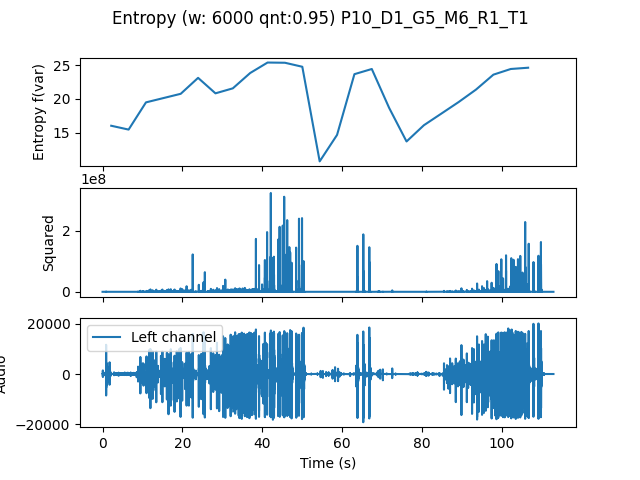 Entropy (w: 6000 qnt:0.95) P10_D1_G5_M6_R1_T1
25
20
15
Entropy f(var)
1e8
2
0
Squared
20000
0
−20000
Audio
Left channel
0 20 40 60 80 100
Time (s)